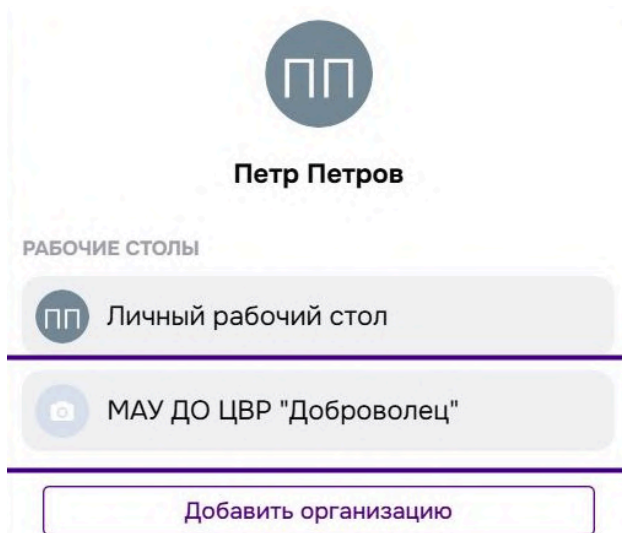 ПП
Петр Петров
РАБОЧИЕ СТОЛЫ
ПП Личный рабочий стол
МАУ ДО ЦВР "Доброволец"
Добавить организацию